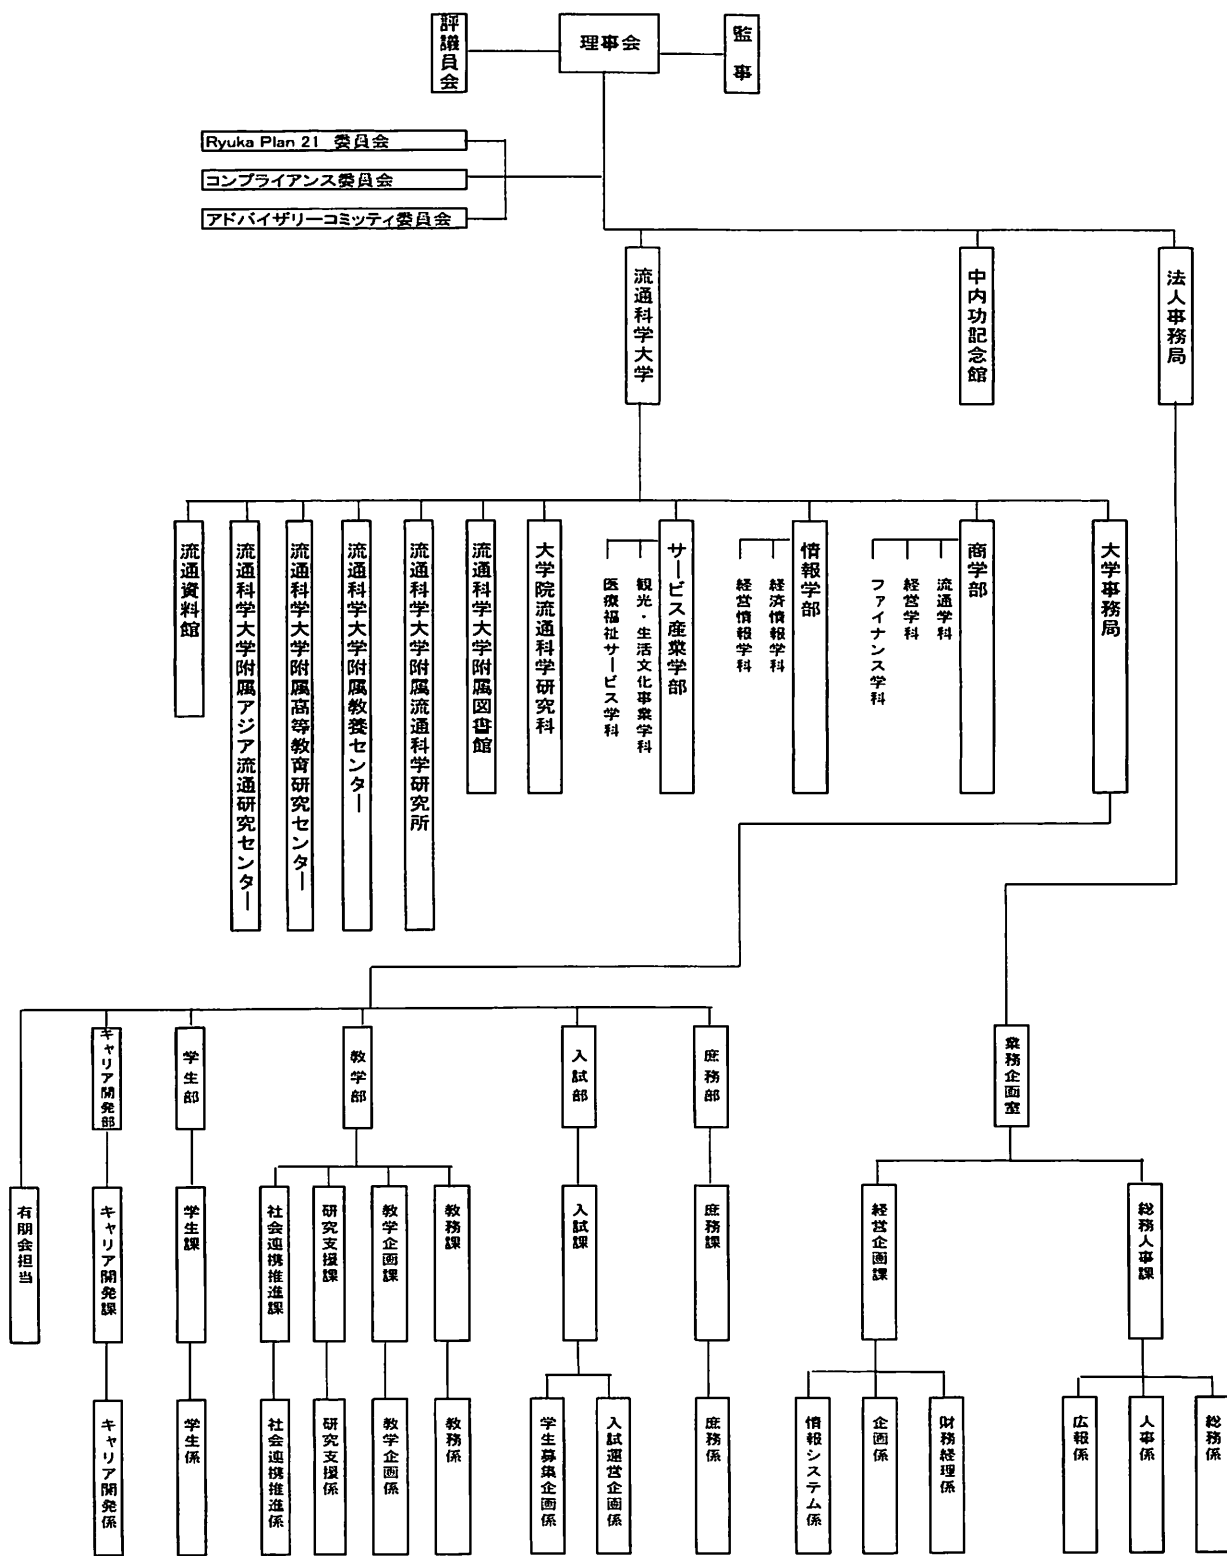 評議員会
理事会
監事
Ryuka Plan 21 委員会
コンプライアンス委員会
アドバイザリーコミッティ委員会
流通科学大学
中内功記念館
法人事務局
流通資料館
流通科学大学附属アジア流通研究センター
流通科学大学附属高等教育研究センター
流通科学大学附属教養センター
流通科学大学附属流通科学研究所
流通科学大学附属図書館
大学院流通科学研究科
サービス産業学部
医療福祉サービス学科
観光・生活文化事業学科
情報学部
経営情報学科
経済情報学科
商学部
ファイナンス学科
経営学科
流通学科
大学事務局
キャリア開発部
学生部
教学部
入試部
庶務部
業務企画室
有朋会担当
キャリア開発課
学生課
社会連携推進課
研究支援課
教学企画課
教務課
入試課
庶務課
経営企画課
総務人事課
キャリア開発係
学生係
社会連携推進係
研究支援係
教学企画係
教務係
学生募集企画係
入試運営企画係
庶務係
情報システム係
企画係
財務経理係
広報係
人事係
総務係